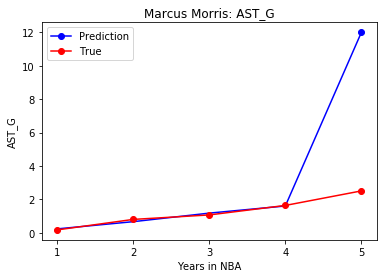 Marcus Morris: AST_G
Prediction
True
12
10
8
6
4
2
0
AST_G
1 2 3 4 5
Years in NBA